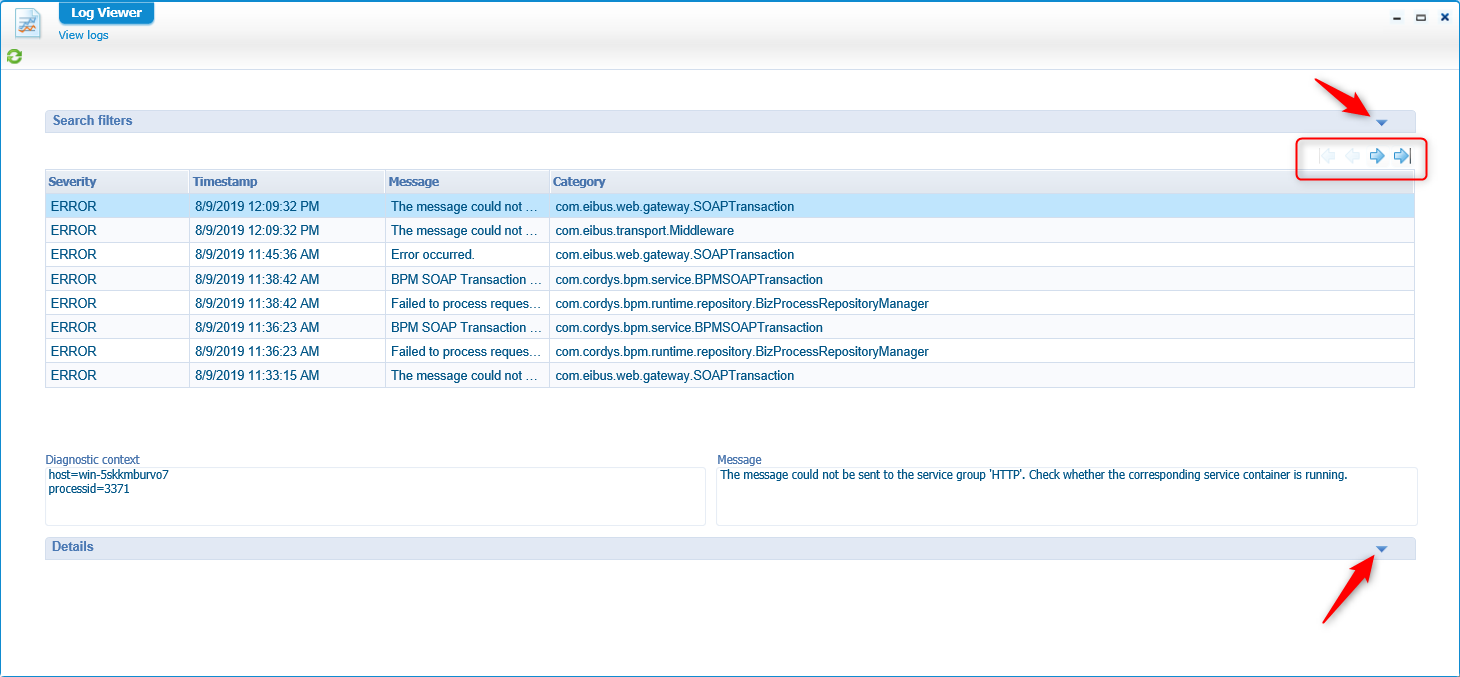 Log Viewer
View logs
Search filters
Severity Timestamp Message Category
ERROR 8/9/2019 12:09:32 PM The message could not ... com.eibus.web.gateway.SOAPTransaction
ERROR 8/9/2019 12:09:32 PM The message could not ... com.eibus.transport.Middleware
ERROR 8/9/2019 11:45:36 AM Error occurred. com.eibus.web.gateway.SOAPTransaction
ERROR 8/9/2019 11:38:42 AM BPM SOAP Transaction ... com.cordys.bpm.service.BPMSOAPTransaction
ERROR 8/9/2019 11:38:42 AM Failed to process reques... com.cordys.bpm.runtime.repository.BizProcessRepositoryManager
ERROR 8/9/2019 11:36:23 AM BPM SOAP Transaction ... com.cordys.bpm.service.BPMSOAPTransaction
ERROR 8/9/2019 11:36:23 AM Failed to process reques... com.cordys.bpm.runtime.repository.BizProcessRepositoryManager
ERROR 8/9/2019 11:33:15 AM The message could not ... com.eibus.web.gateway.SOAPTransaction
Diagnostic context
host=win-5skkmburvo7
processid=3371
Message
The message could not be sent to the service group 'HTTP'. Check whether the corresponding service container is running.
Details